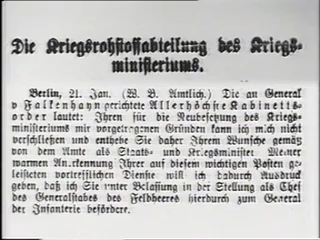 Die Kriegsrohstoffabteilung des Kriegs-
ministeriums.
Berlin, 21. Jan. (W. B. Amtlich.) Die an General
v Falkenhayn gerichtete Allerhöchste Kabinetts-
order lautet: Ihren für die Neubesetzung des Kriegs-
ministeriums mir vorgetragenen Gründen kann ich mich nicht
verschließen und enthebe Sie daher Ihrem Wunsche gemäß
von dem Amte als Staats- und Kriegsminister Meiner
warmen Anerkennung Ihrer auf diesem wichtigen Posten ge-
leisteten vortrefflichen Dienste will ich dadurch Ausdruck
geben, daß ich Sie unter Belassung in der Stellung als Chef
des Generalstabes des Feldheeres hierdurch zum General
der Infanterie befördere.